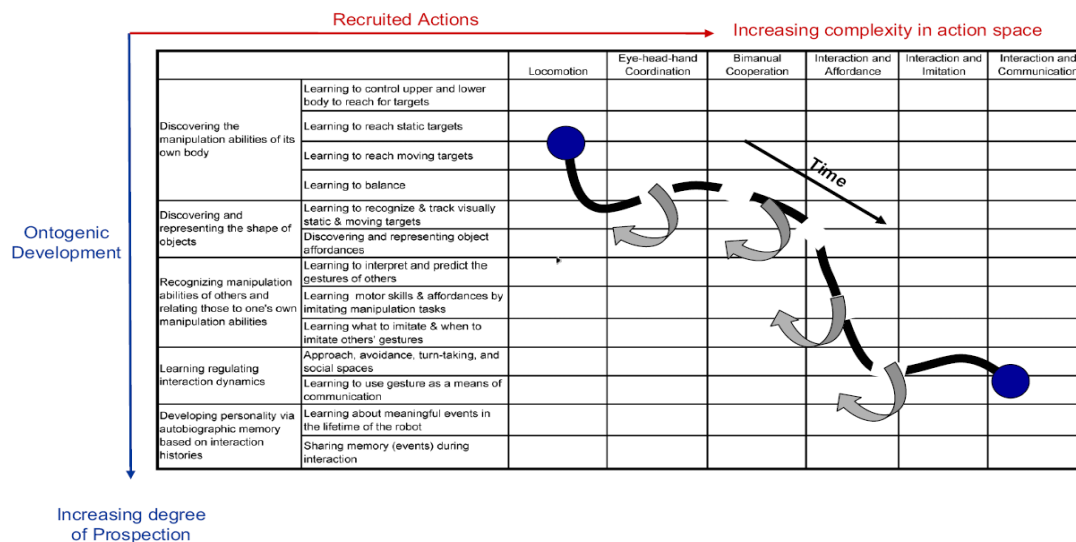 Recruited Actions
Increasing complexity in action space
Locomotion
Eye-head-hand
Coordination
Bimanual
Cooperation
Interaction and
Affordance
Interaction and
Imitation
Interaction and
Communication
Discovering the
manipulation abilities of its
own body
Learning to control upper and lower
body to reach for targets
Learning to reach static targets
Learning to reach moving targets
Learning to balance
Time
Ontogenic
Development
Discovering and
representing the shape of
objects
Learning to recognize & track visually
static & moving targets
Discovering and representing object
affordances
Recognizing manipulation
abilities of others and
relating those to one's own
manipulation abilities
Learning to interpret and predict the
gestures of others
Learning motor skills & affordances by
imitating manipulation tasks
Learning what to imitate & when to
imitate others' gestures
Learning regulating
interaction dynamics
Approach, avoidance, turn-taking, and
social spaces
Learning to use gesture as a means of
communication
Developing personality via
autobiographic memory
based on interaction
histories
Learning about meaningful events in
the lifetime of the robot
Sharing memory (events) during
interaction
Increasing degree
of Prospection